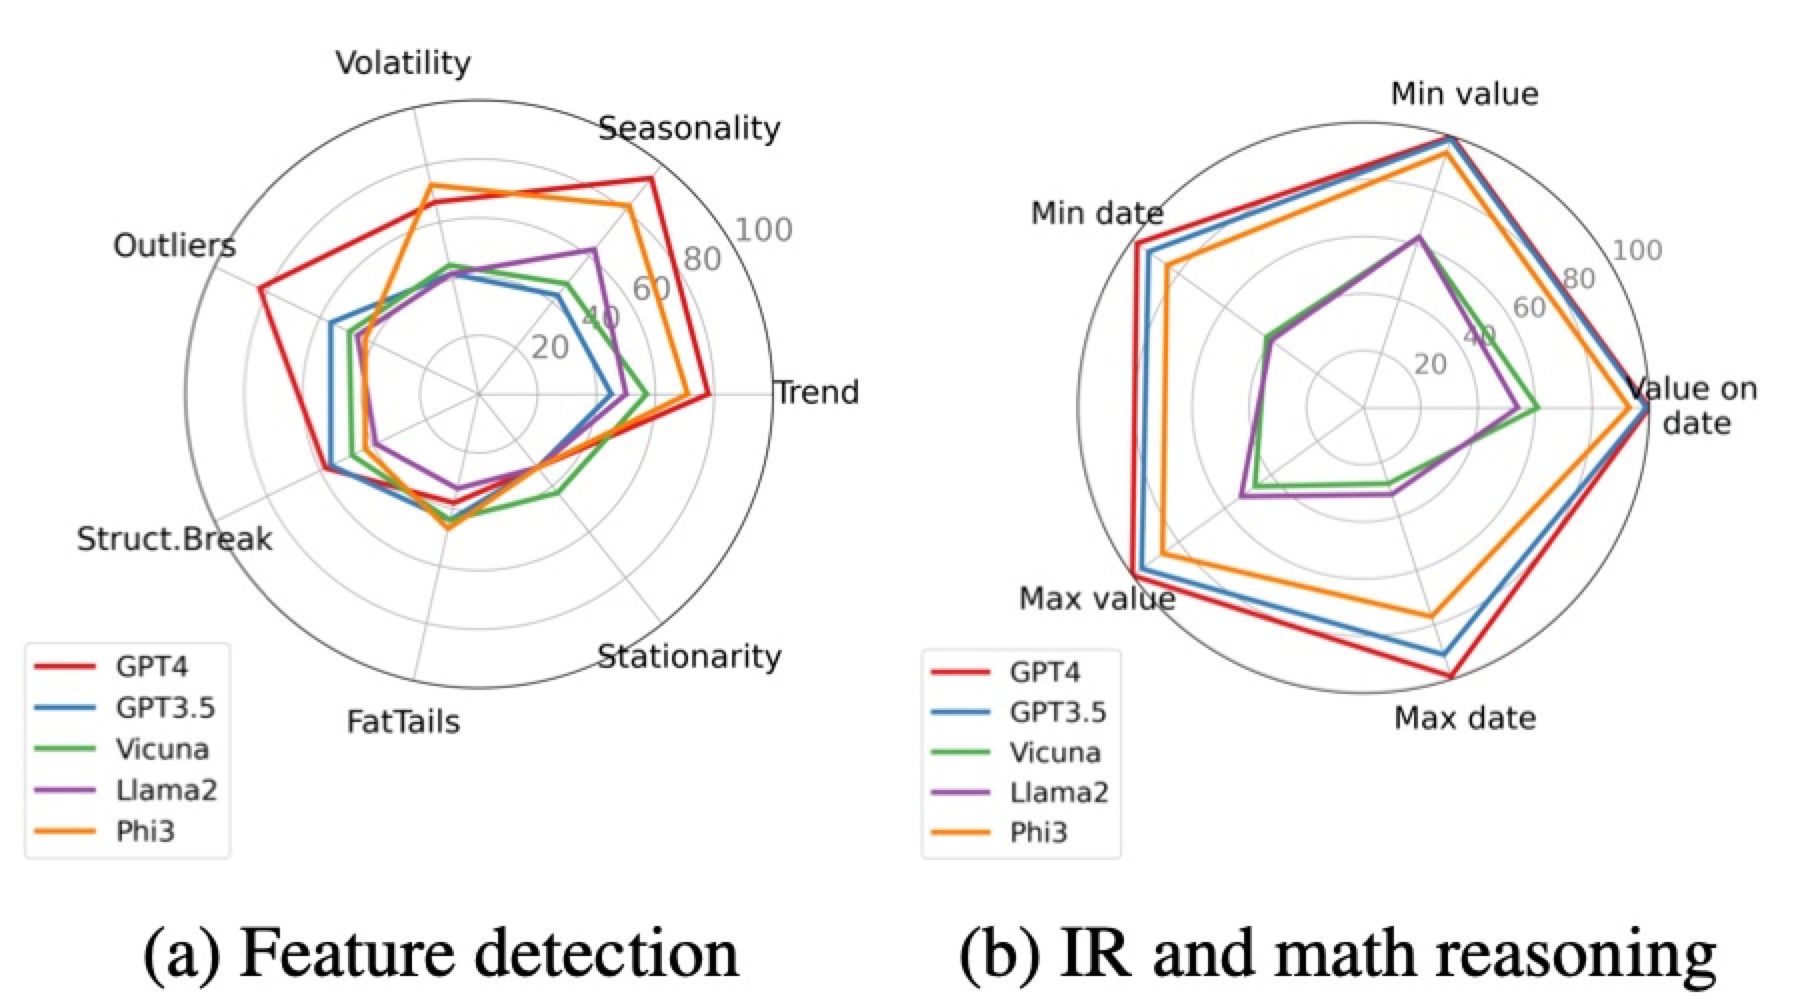 Volatility
Seasonality
Outliers
100
80
60
40
20
Trend
Struct.Break
Stationarity
FatTails
GPT4
GPT3.5
Vicuna
Llama2
Phi3
(a) Feature detection
Min value
Min date
100
80
60
40
20
Value on
date
Max value
Max date
GPT4
GPT3.5
Vicuna
Llama2
Phi3
(b) IR and math reasoning